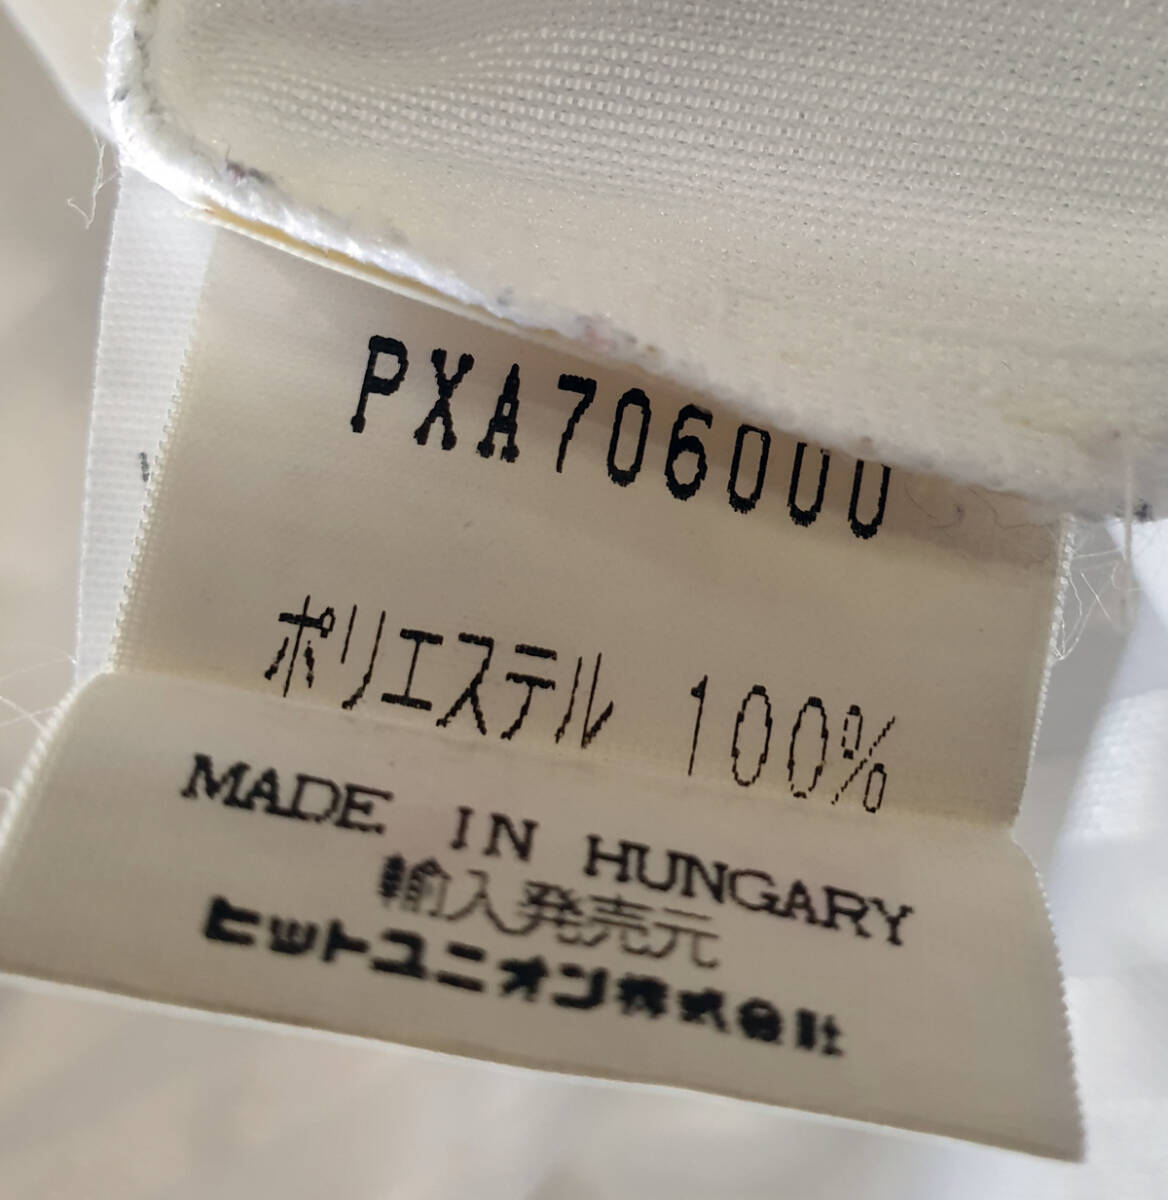 PXA706000
ポリエステル 100%
MADE IN HUNGARY
輸入発売元
ヒットユニオン株式会社